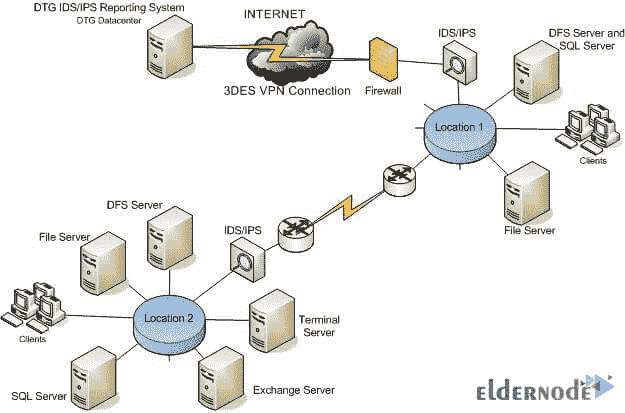 DTG IDS/IPS Reporting System
DTG Datacenter
INTERNET
3DES VPN Connection
Firewall
IDS/IPS
DFS Server and
SQL Server
Location 1
Clients
File Server
DFS Server
File Server
IDS/IPS
Location 2
Clients
Terminal
Server
SQL Server
Exchange Server
ELDERNODE